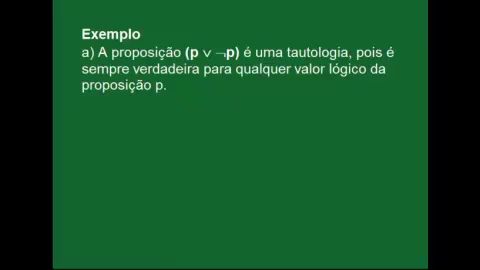 Exemplo
a) A proposição (p ∨ ¬p) é uma tautologia, pois é
sempre verdadeira para qualquer valor lógico da
proposição p.